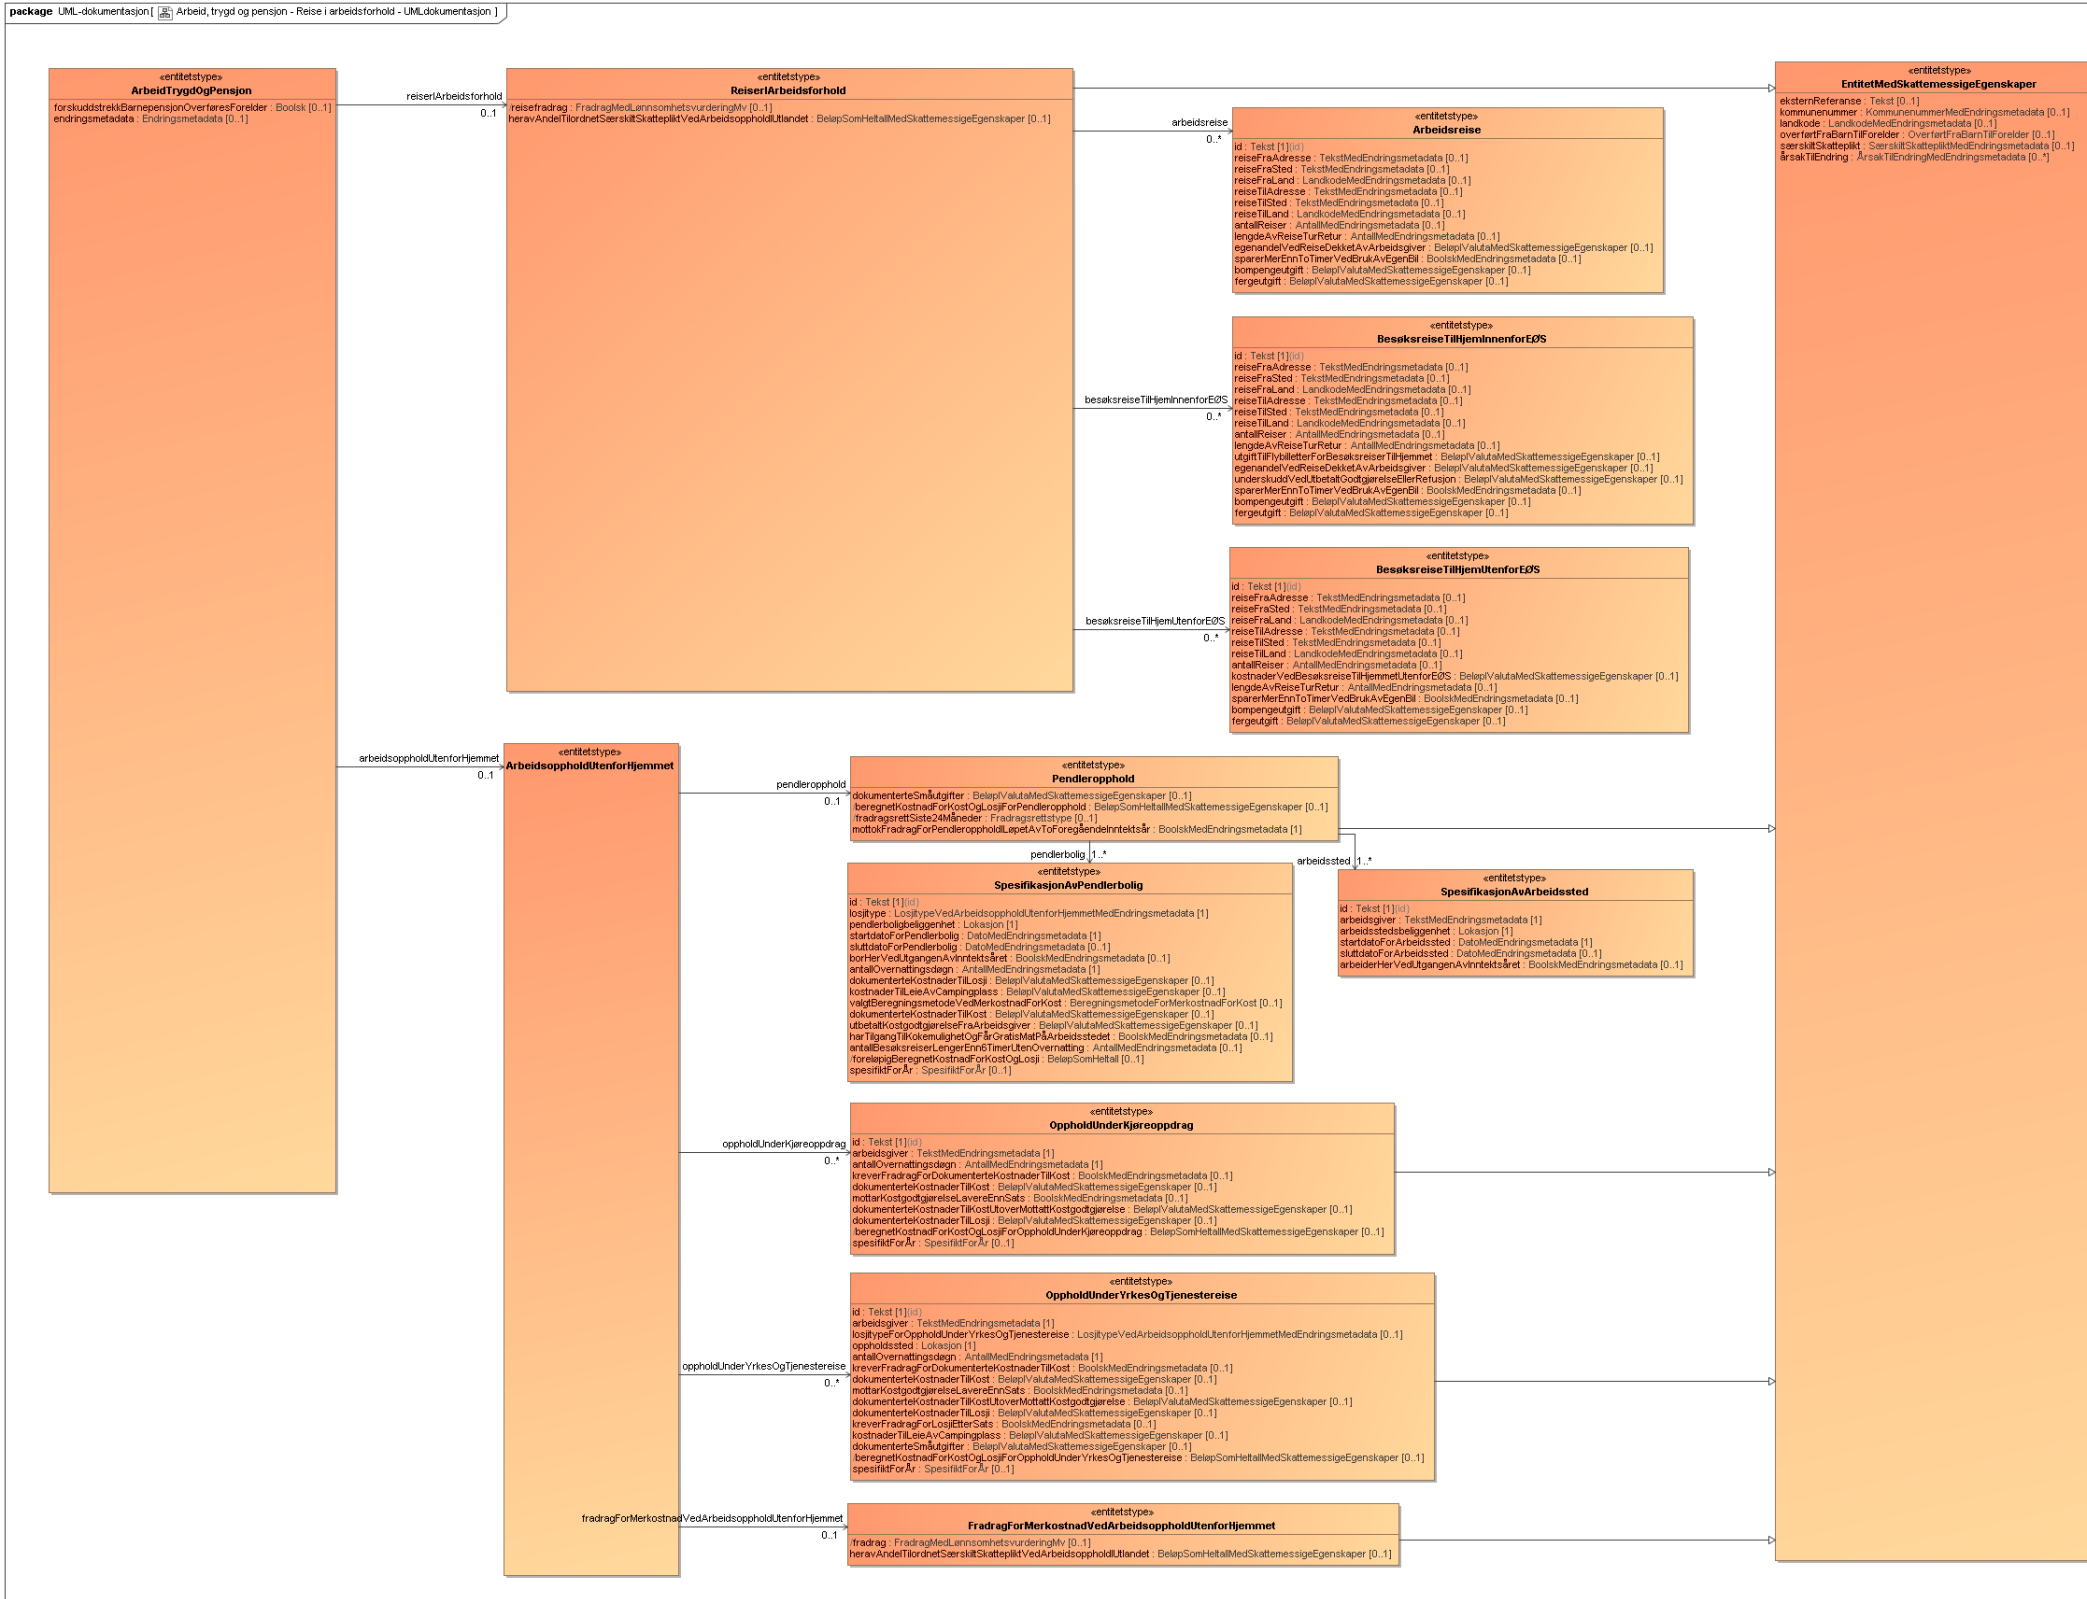 package UML-dokumentasjon [ Arbeid, trygd og pensjon - Reise i arbeidsforhold - UMLdokumentasjon ]
«entitetstype»
ArbeidTrygdOgPensjon
forskuddstrekkBarnepensjonOverføresForelder : Boolsk [0..1]
endringsmetadata : Endringsmetadata [0..1]
reiserIArbeidsforhold
0..1
«entitetstype»
ReiserIArbeidsforhold
/reisefradrag : FradragMedLønnsomhetsvurderingMv [0..1]
heravAndelTilordnetSærskiltSkattepliktVedArbeidsoppholdIUtlandet : BeløpSomHeltallMedSkattemessigeEgenskaper [0..1]
«entitetstype»
EntitetMedSkattemessigeEgenskaper
eksternReferanse : Tekst [0..1]
kommunenummer : KommunenummerMedEndringsmetadata [0..1]
landkode : LandkodeMedEndringsmetadata [0..1]
overførtFraBarnTilForelder : OverførtFraBarnTilForelder [0..1]
særskiltSkatteplikt : SærskiltSkattepliktMedEndringsmetadata [0..1]
årsakTilEndring : ÅrsakTilEndringMedEndringsmetadata [0..*]
arbeidsreise
0..*
«entitetstype»
Arbeidsreise
id : Tekst [1]{id}
reiseFraAdresse : TekstMedEndringsmetadata [0..1]
reiseFraSted : TekstMedEndringsmetadata [0..1]
reiseFraLand : LandkodeMedEndringsmetadata [0..1]
reiseTilAdresse : TekstMedEndringsmetadata [0..1]
reiseTilSted : TekstMedEndringsmetadata [0..1]
reiseTilLand : LandkodeMedEndringsmetadata [0..1]
antallReiser : AntallMedEndringsmetadata [0..1]
lengdeAvReiseTurRetur : AntallMedEndringsmetadata [0..1]
egenandelVedReiseDekketAvArbeidsgiver : BeløpIValutaMedSkattemessigeEgenskaper [0..1]
sparerMerEnnToTimerVedBrukAvEgenBil : BoolskMedEndringsmetadata [0..1]
bompengeutgift : BeløpIValutaMedSkattemessigeEgenskaper [0..1]
fergeutgift : BeløpIValutaMedSkattemessigeEgenskaper [0..1]
besøksreiseTilHjemInnenforEØS
0..*
«entitetstype»
BesøksreiseTilHjemInnenforEØS
id : Tekst [1]{id}
reiseFraAdresse : TekstMedEndringsmetadata [0..1]
reiseFraSted : TekstMedEndringsmetadata [0..1]
reiseFraLand : LandkodeMedEndringsmetadata [0..1]
reiseTilAdresse : TekstMedEndringsmetadata [0..1]
reiseTilSted : TekstMedEndringsmetadata [0..1]
reiseTilLand : LandkodeMedEndringsmetadata [0..1]
antallReiser : AntallMedEndringsmetadata [0..1]
lengdeAvReiseTurRetur : AntallMedEndringsmetadata [0..1]
utgiftTilFlybilletterForBesøksreiserTilHjemmet : BeløpIValutaMedSkattemessigeEgenskaper [0..1]
egenandelVedReiseDekketAvArbeidsgiver : BeløpIValutaMedSkattemessigeEgenskaper [0..1]
underskuddVedUtbetaltGodtgjørelseEllerRefusjon : BeløpIValutaMedSkattemessigeEgenskaper [0..1]
sparerMerEnnToTimerVedBrukAvEgenBil : BoolskMedEndringsmetadata [0..1]
bompengeutgift : BeløpIValutaMedSkattemessigeEgenskaper [0..1]
fergeutgift : BeløpIValutaMedSkattemessigeEgenskaper [0..1]
besøksreiseTilHjemUtenforEØS
0..*
«entitetstype»
BesøksreiseTilHjemUtenforEØS
id : Tekst [1]{id}
reiseFraAdresse : TekstMedEndringsmetadata [0..1]
reiseFraSted : TekstMedEndringsmetadata [0..1]
reiseFraLand : LandkodeMedEndringsmetadata [0..1]
reiseTilAdresse : TekstMedEndringsmetadata [0..1]
reiseTilSted : TekstMedEndringsmetadata [0..1]
reiseTilLand : LandkodeMedEndringsmetadata [0..1]
antallReiser : AntallMedEndringsmetadata [0..1]
kostnaderVedBesøksreiseTilHjemmetUtenforEØS : BeløpIValutaMedSkattemessigeEgenskaper [0..1]
lengdeAvReiseTurRetur : AntallMedEndringsmetadata [0..1]
sparerMerEnnToTimerVedBrukAvEgenBil : BoolskMedEndringsmetadata [0..1]
bompengeutgift : BeløpIValutaMedSkattemessigeEgenskaper [0..1]
fergeutgift : BeløpIValutaMedSkattemessigeEgenskaper [0..1]
arbeidsoppholdUtenforHjemmet
0..1
«entitetstype»
ArbeidsoppholdUtenforHjemmet
pendleropphold
0..1
«entitetstype»
Pendleropphold
dokumenterteSmåutgifter : BeløpIValutaMedSkattemessigeEgenskaper [0..1]
/beregnetKostnadForKostOgLosjiForPendleropphold : BeløpSomHeltallMedSkattemessigeEgenskaper [0..1]
/fradragsrettSiste24Måneder : Fradragsrettstype [0..1]
mottokFradragForPendleroppholdILøpetAvToForegåendeInntektsår : BoolskMedEndringsmetadata [1]
pendlerbolig 1..*
arbeidssted 1..*
«entitetstype»
SpesifikasjonAvPendlerbolig
id : Tekst [1]{id}
losjitype : LosjitypeVedArbeidsoppholdUtenforHjemmetMedEndringsmetadata [1]
pendlerboligbeliggenhet : Lokasjon [1]
startdatoForPendlerbolig : DatoMedEndringsmetadata [1]
sluttdatoForPendlerbolig : DatoMedEndringsmetadata [0..1]
borHerVedUtgangenAvInntektsåret : BoolskMedEndringsmetadata [0..1]
antallOvernattingsdøgn : AntallMedEndringsmetadata [1]
dokumenterteKostnaderTilLosji : BeløpIValutaMedSkattemessigeEgenskaper [0..1]
kostnaderTilLeieAvCampingplass : BeløpIValutaMedSkattemessigeEgenskaper [0..1]
valgtBeregningsmetodeVedMerkostnadForKost : BeregningsmetodeForMerkostnadForKost [0..1]
dokumenterteKostnaderTilKost : BeløpIValutaMedSkattemessigeEgenskaper [0..1]
utbetaltKostgodtgjørelseFraArbeidsgiver : BeløpIValutaMedSkattemessigeEgenskaper [0..1]
harTilgangTilKokemulighetOgFårGratisMatPåArbeidsstedet : BoolskMedEndringsmetadata [0..1]
antallBesøksreiserLengerEnn6TimerUtenOvernatting : AntallMedEndringsmetadata [0..1]
/foreløpigBeregnetKostnadForKostOgLosji : BeløpSomHeltall [0..1]
spesifiktForÅr : SpesifiktForÅr [0..1]
«entitetstype»
SpesifikasjonAvArbeidssted
id : Tekst [1]{id}
arbeidsgiver : TekstMedEndringsmetadata [1]
arbeidsstedsbeliggenhet : Lokasjon [1]
startdatoForArbeidssted : DatoMedEndringsmetadata [1]
sluttdatoForArbeidssted : DatoMedEndringsmetadata [0..1]
arbeiderHerVedUtgangenAvInntektsåret : BoolskMedEndringsmetadata [0..1]
oppholdUnderKjøreoppdrag
0..*
«entitetstype»
OppholdUnderKjøreoppdrag
id : Tekst [1]{id}
arbeidsgiver : TekstMedEndringsmetadata [1]
antallOvernattingsdøgn : AntallMedEndringsmetadata [1]
kreverFradragForDokumenterteKostnaderTilKost : BoolskMedEndringsmetadata [0..1]
dokumenterteKostnaderTilKost : BeløpIValutaMedSkattemessigeEgenskaper [0..1]
mottarKostgodtgjørelseLavereEnnSats : BoolskMedEndringsmetadata [0..1]
dokumenterteKostnaderTilKostUtoverMottattKostgodtgjørelse : BeløpIValutaMedSkattemessigeEgenskaper [0..1]
dokumenterteKostnaderTilLosji : BeløpIValutaMedSkattemessigeEgenskaper [0..1]
/beregnetKostnadForKostOgLosjiForOppholdUnderKjøreoppdrag : BeløpSomHeltallMedSkattemessigeEgenskaper [0..1]
spesifiktForÅr : SpesifiktForÅr [0..1]
oppholdUnderYrkesOgTjenestereise
0..*
«entitetstype»
OppholdUnderYrkesOgTjenestereise
id : Tekst [1]{id}
arbeidsgiver : TekstMedEndringsmetadata [1]
losjitypeForOppholdUnderYrkesOgTjenestereise : LosjitypeVedArbeidsoppholdUtenforHjemmetMedEndringsmetadata [0..1]
oppholdssted : Lokasjon [1]
antallOvernattingsdøgn : AntallMedEndringsmetadata [1]
kreverFradragForDokumenterteKostnaderTilKost : BoolskMedEndringsmetadata [0..1]
dokumenterteKostnaderTilKost : BeløpIValutaMedSkattemessigeEgenskaper [0..1]
mottarKostgodtgjørelseLavereEnnSats : BoolskMedEndringsmetadata [0..1]
dokumenterteKostnaderTilKostUtoverMottattKostgodtgjørelse : BeløpIValutaMedSkattemessigeEgenskaper [0..1]
dokumenterteKostnaderTilLosji : BeløpIValutaMedSkattemessigeEgenskaper [0..1]
kreverFradragForLosjiEtterSats : BoolskMedEndringsmetadata [0..1]
kostnaderTilLeieAvCampingplass : BeløpIValutaMedSkattemessigeEgenskaper [0..1]
dokumenterteSmåutgifter : BeløpIValutaMedSkattemessigeEgenskaper [0..1]
/beregnetKostnadForKostOgLosjiForOppholdUnderYrkesOgTjenestereise : BeløpSomHeltallMedSkattemessigeEgenskaper [0..1]
spesifiktForÅr : SpesifiktForÅr [0..1]
fradragForMerkostnadVedArbeidsoppholdUtenforHjemmet
0..1
«entitetstype»
FradragForMerkostnadVedArbeidsoppholdUtenforHjemmet
/fradrag : FradragMedLønnsomhetsvurderingMv [0..1]
heravAndelTilordnetSærskiltSkattepliktVedArbeidsoppholdIUtlandet : BeløpSomHeltallMedSkattemessigeEgenskaper [0..1]